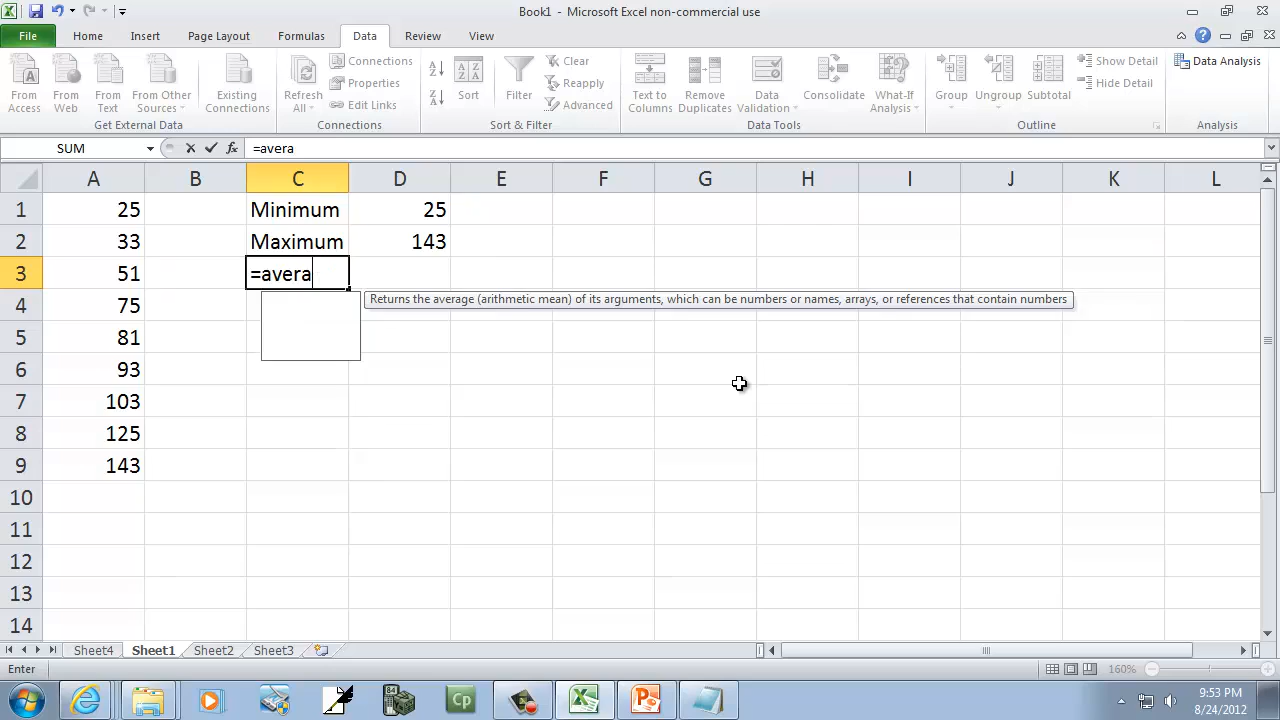 Book1 - Microsoft Excel non-commercial use
File Home Insert Page Layout Formulas Data Review View
From Access
From Web
From Text
From Other Sources
Existing Connections
Get External Data
Refresh All
Connections
Properties
Edit Links
Connections
Sort
Filter
Clear
Reapply
Advanced
Sort & Filter
Text to Columns
Remove Duplicates
Data Validation
Consolidate
What-If Analysis
Data Tools
Group
Ungroup
Subtotal
Show Detail
Hide Detail
Outline
Data Analysis
Analysis
SUM fx =avera
A B C D E F G H I J K L
1 25 Minimum 25
2 33 Maximum 143
3 51 =avera
Returns the average (arithmetic mean) of its arguments, which can be numbers or names, arrays, or references that contain numbers
4 75
5 81
6 93
7 103
8 125
9 143
10
11
12
13
14
Sheet4 Sheet1 Sheet2 Sheet3
Enter 160%
9:53 PM
8/24/2012